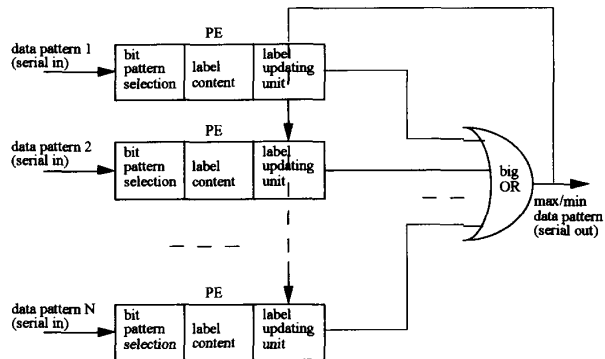 PE
data pattern 1
(serial in)
bit
pattern
selection
label
content
label
updating
unit
PE
data pattern 2
(serial in)
bit
pattern
selection
label
content
label
updating
unit
big
OR
max/min
data pattern
(serial out)
PE
data pattern N
(serial in)
bit
pattern
selection
label
content
label
updating
unit